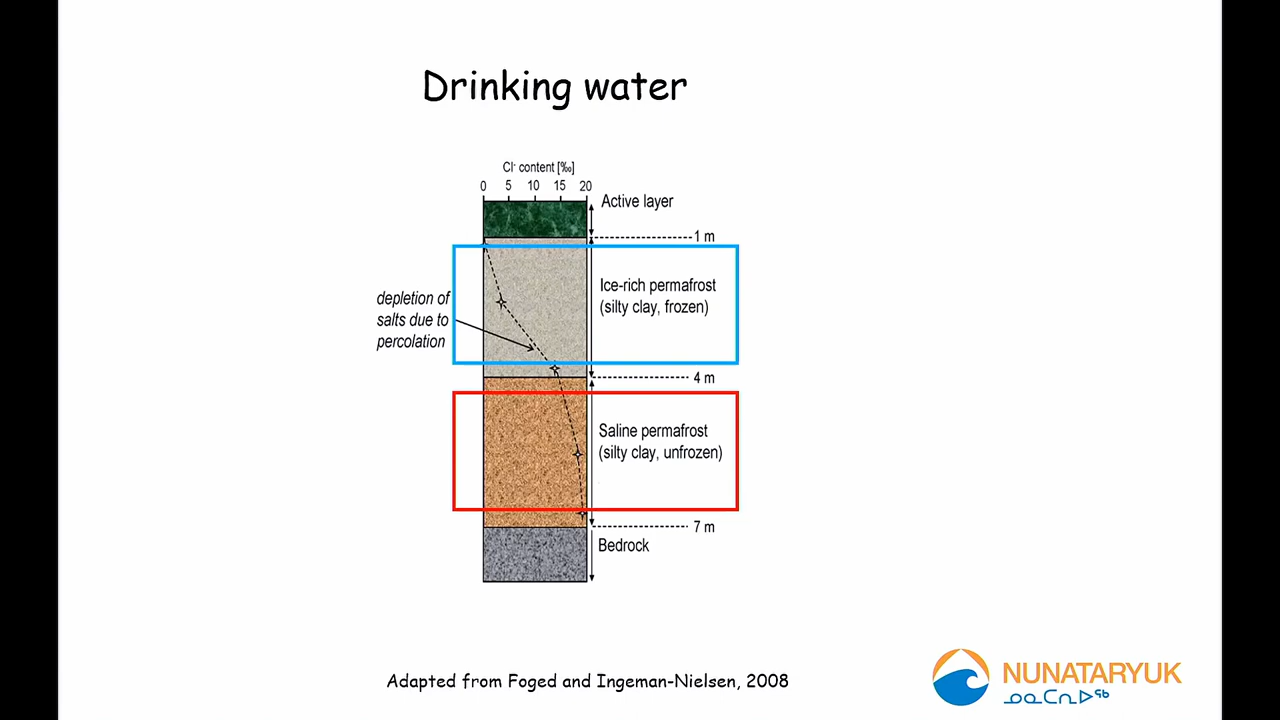 Drinking water
Cl⁻ content [‰]
0 5 10 15 20
Active layer
1 m
Ice-rich permafrost
(silty clay, frozen)
depletion of
salts due to
percolation
4 m
Saline permafrost
(silty clay, unfrozen)
7 m
Bedrock
Adapted from Foged and Ingeman-Nielsen, 2008
NUNATARYUK
ᓄᓇᑕᕆᐅᖅ